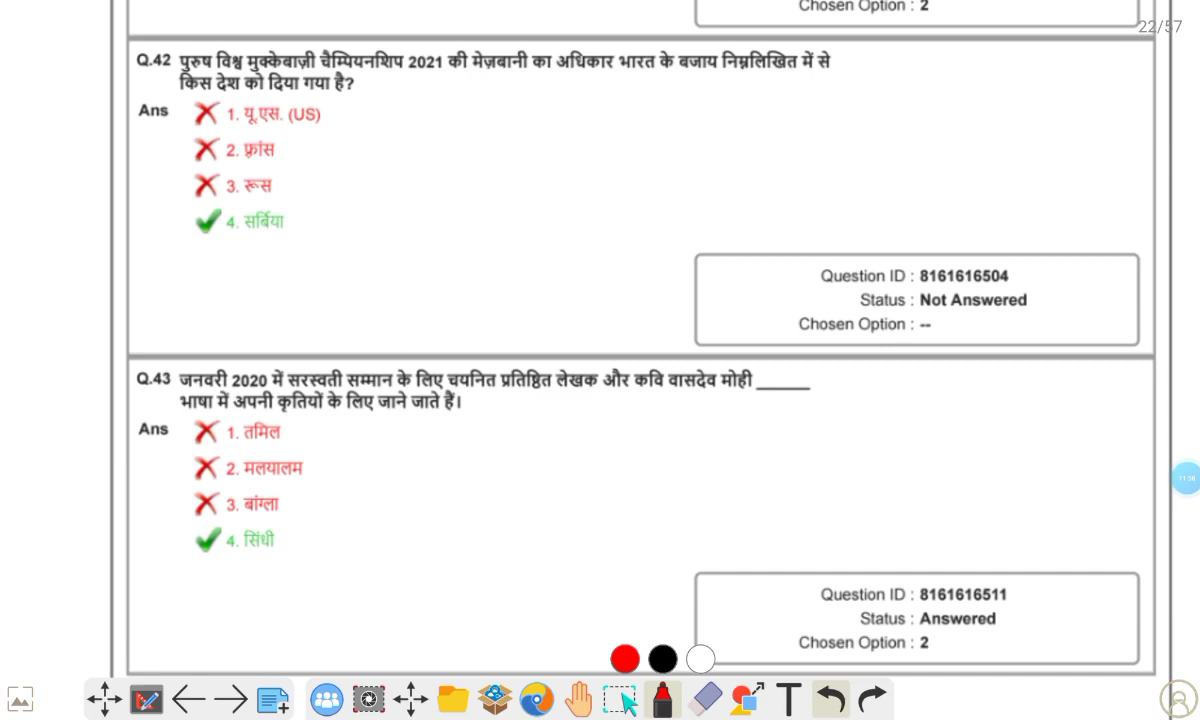 Chosen Option : 2
22/57
Q.42 पुरुष विश्व मुक्केबाज़ी चैम्पियनशिप 2021 की मेज़बानी का अधिकार भारत के बजाय निम्नलिखित में से
किस देश को दिया गया है?
Ans
1. यू.एस. (US)
2. फ़्रांस
3. रूस
4. सर्बिया
Question ID : 8161616504
Status : Not Answered
Chosen Option : --
Q.43 जनवरी 2020 में सरस्वती सम्मान के लिए चयनित प्रतिष्ठित लेखक और कवि वासदेव मोही ______
भाषा में अपनी कृतियों के लिए जाने जाते हैं।
Ans
1. तमिल
2. मलयालम
3. बांग्ला
4. सिंधी
Question ID : 8161616511
Status : Answered
Chosen Option : 2
T